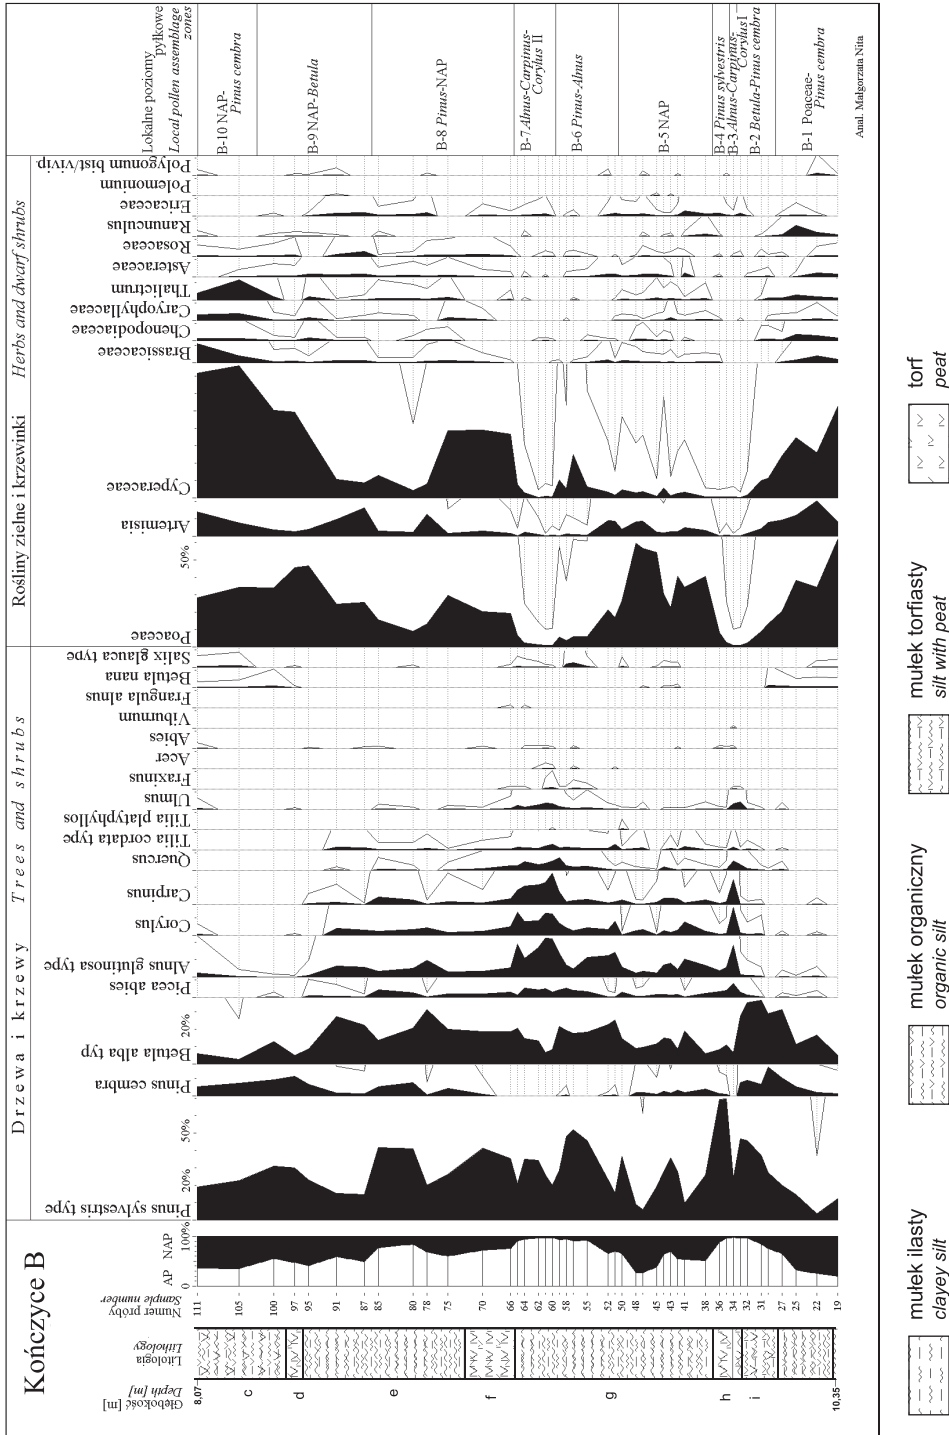 Kończyce B
Głębokość [m]
Depth [m]
Litologia
Lithology
Numer próby
Sample number
AP NAP
0
100%
Drzewa i krzewy
Trees and shrubs
Pinus sylvestris type
20%
50%
Pinus cembra
Betula alba typ
20%
Picea abies
Alnus glutinosa type
Corylus
Carpinus
Quercus
Tilia cordata type
Tilia platyphyllos
Ulmus
Fraxinus
Acer
Abies
Viburnum
Frangula alnus
Betula nana
Salix glauca type
Rośliny zielne i krzewinki
Herbs and dwarf shrubs
Poaceae
50%
Artemisia
Cyperaceae
Brassicaceae
Chenopodiaceae
Caryophyllaceae
Thalictrum
Asteraceae
Rosaceae
Ranunculus
Ericaceae
Polemonium
Polygonum bist/vivip.
Lokalne poziomy
pyłkowe
Local pollen assemblage
zones
8,07
c
d
e
f
g
h
i
10,35
111
105
100
97
95
91
87
85
80
78
75
70
66
64
62
60
58
55
52
50
48
45
43
41
38
36
34
32
31
27
25
22
19
B-10 NAP-
Pinus cembra
B-9 NAP-Betula
B-8 Pinus-NAP
B-7 Alnus-Carpinus-
Corylus II
B-6 Pinus-Alnus
B-5 NAP
B-4 Pinus sylvestris
B-3 Alnus-Carpinus-
Corylus I
B-2 Betula-Pinus cembra
B-1 Poaceae-
Pinus cembra
Anal. Małgorzata Nita
mułek ilasty
clayey silt
mułek organiczny
organic silt
mułek torfiasty
silt with peat
torf
peat